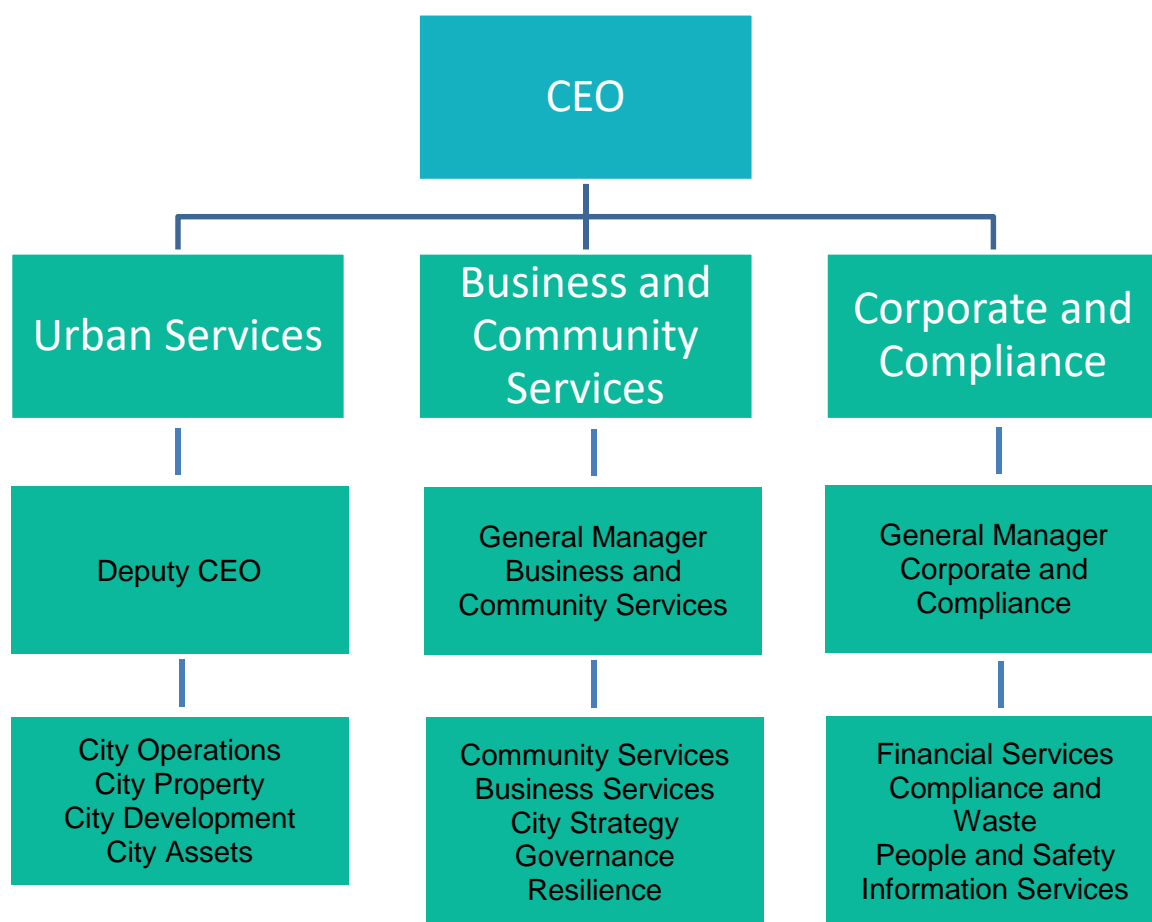 CEO
Urban Services
Business and
Community
Services
Corporate and
Compliance
Deputy CEO
General Manager
Business and
Community Services
General Manager
Corporate and
Compliance
City Operations
City Property
City Development
City Assets
Community Services
Business Services
City Strategy
Governance
Resilience
Financial Services
Compliance and
Waste
People and Safety
Information Services